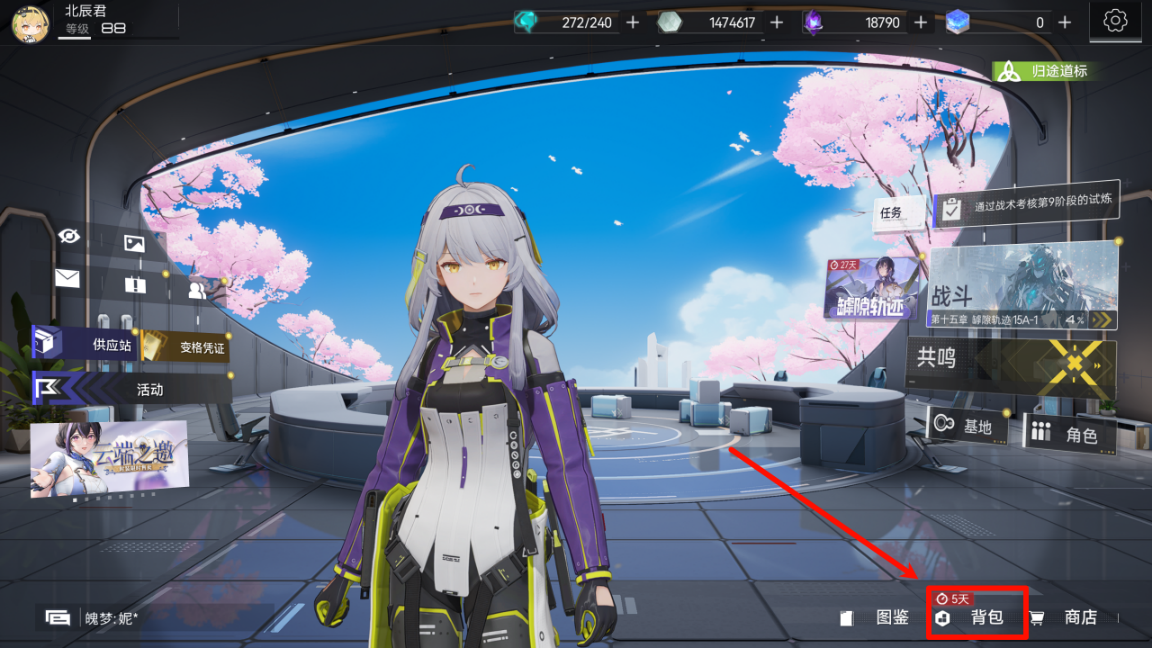 北辰君
等级 88
272/240
1474617
18790
0
归途道标
任务
通过战术考核第9阶段的试炼
27天
罅隙轨迹
战斗
第十五章 罅隙轨迹 15A-1
4%
供应站
变格凭证
共鸣
活动
基地
角色
云端之邀
5天
魄梦:妮*
图鉴
背包
商店